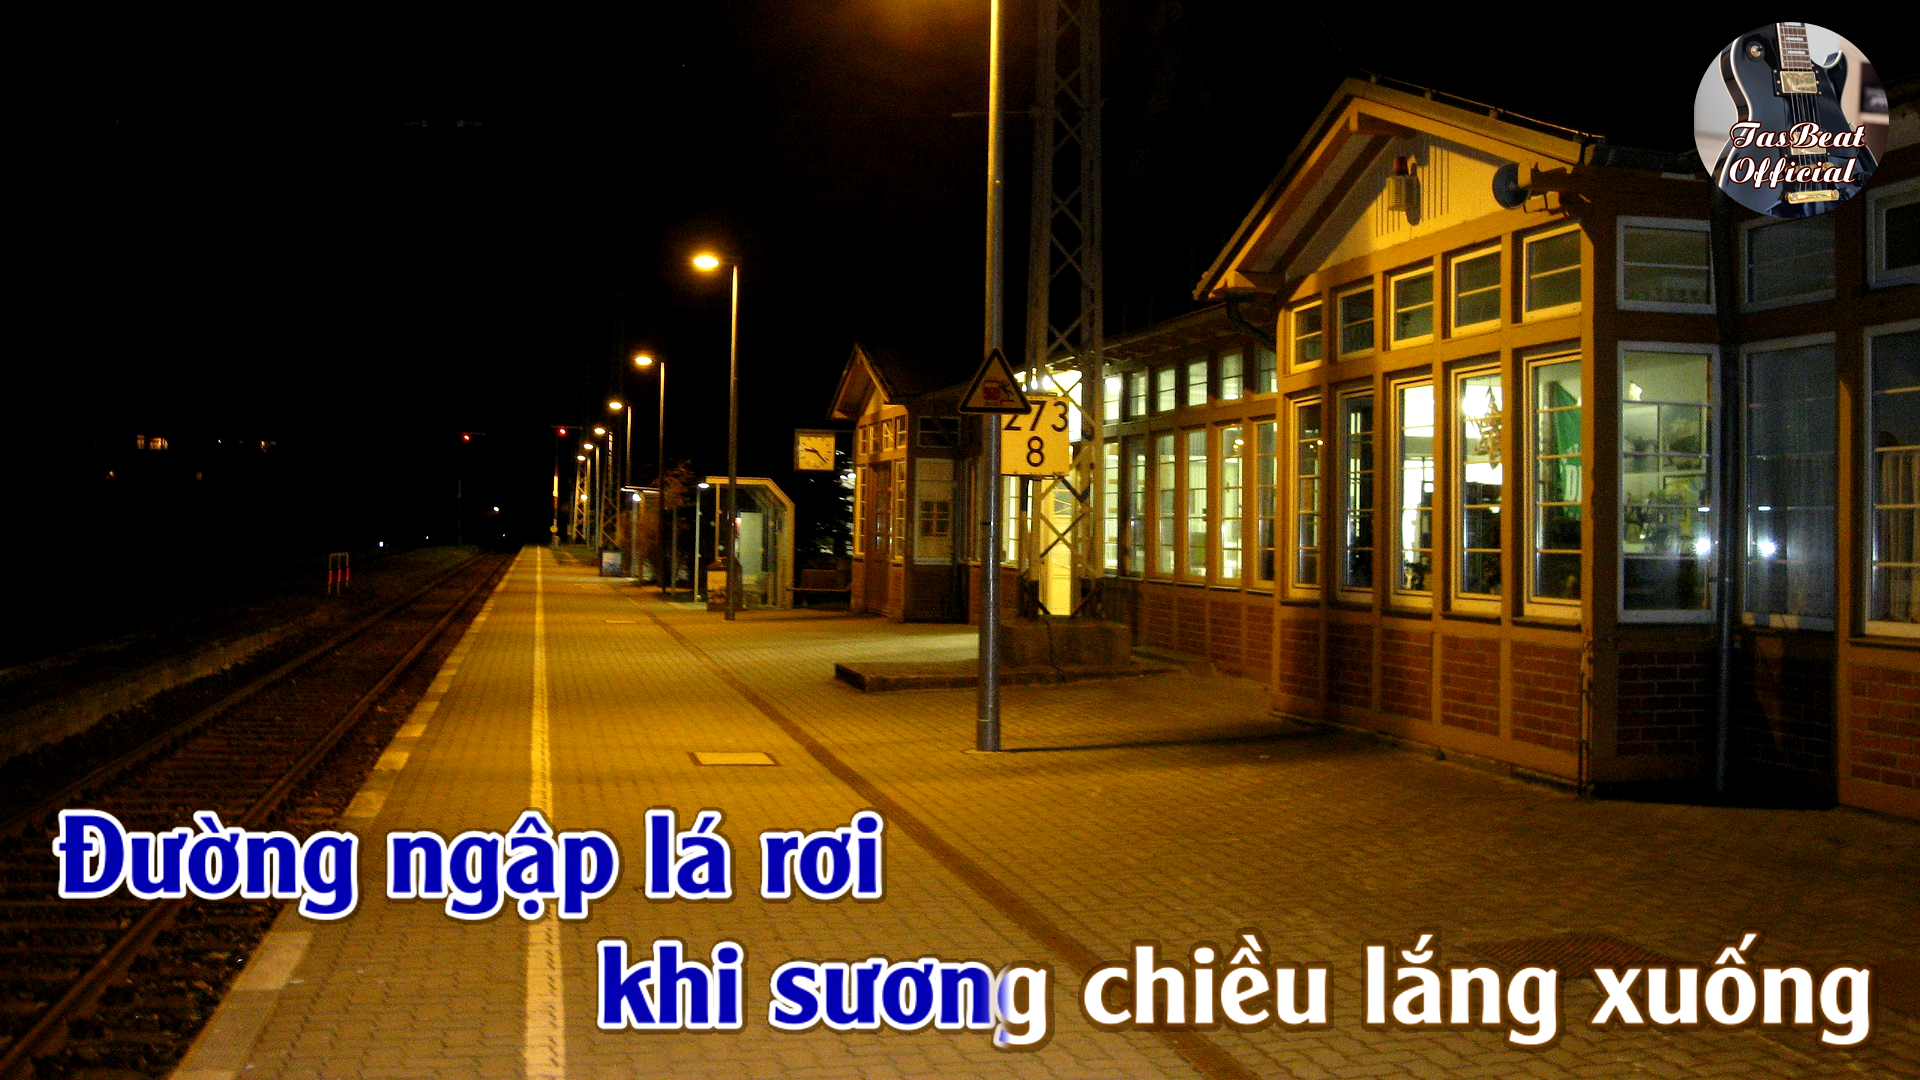 TasBeat
Official
273
8
Đường ngập lá rơi
khi sương chiều lắng xuống